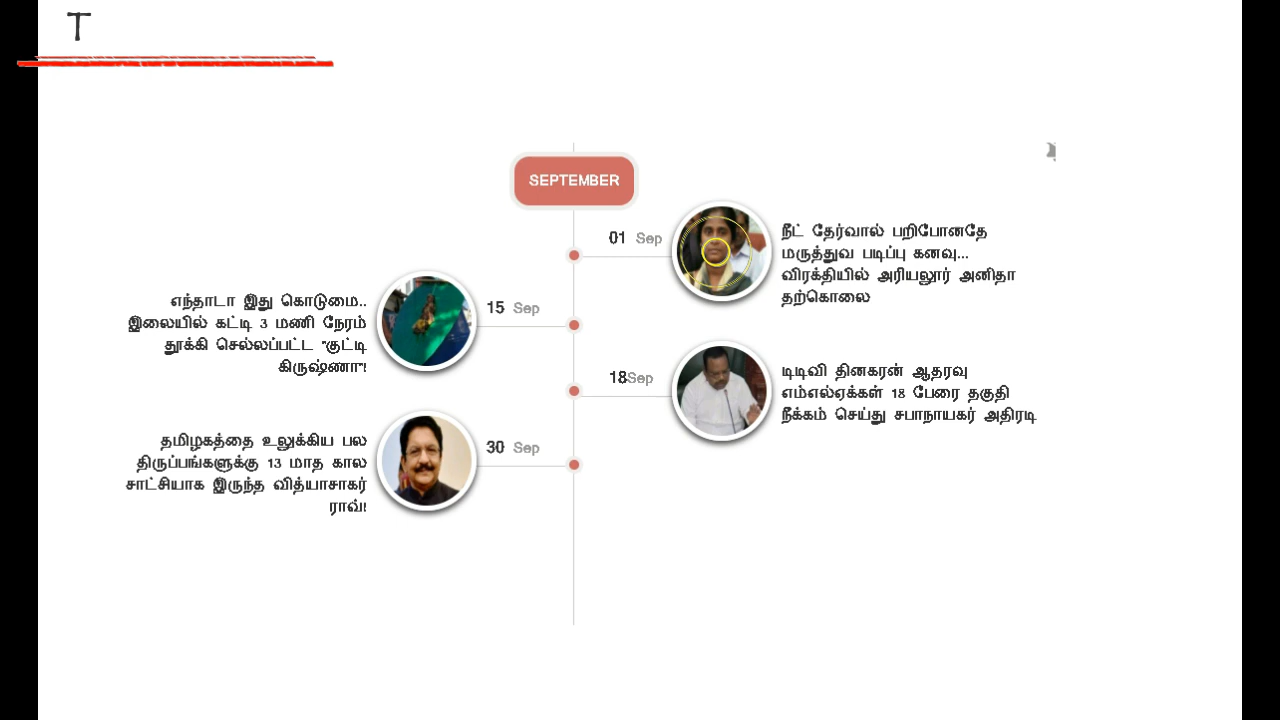 T
SEPTEMBER
01 Sep
நீட் தேர்வால் பறிபோனதே
மருத்துவ படிப்பு கனவு...
விரக்தியில் அரியலூர் அனிதா
தற்கொலை
15 Sep
எந்தாடா இது கொடுமை..
இலையில் கட்டி 3 மணி நேரம்
தூக்கி செல்லப்பட்ட "குட்டி
கிருஷ்ணா"!
18Sep
டிடிவி தினகரன் ஆதரவு
எம்எல்ஏக்கள் 18 பேரை தகுதி
நீக்கம் செய்து சபாநாயகர் அதிரடி
30 Sep
தமிழகத்தை உலுக்கிய பல
திருப்பங்களுக்கு 13 மாத கால
சாட்சியாக இருந்த வித்யாசாகர்
ராவ்!